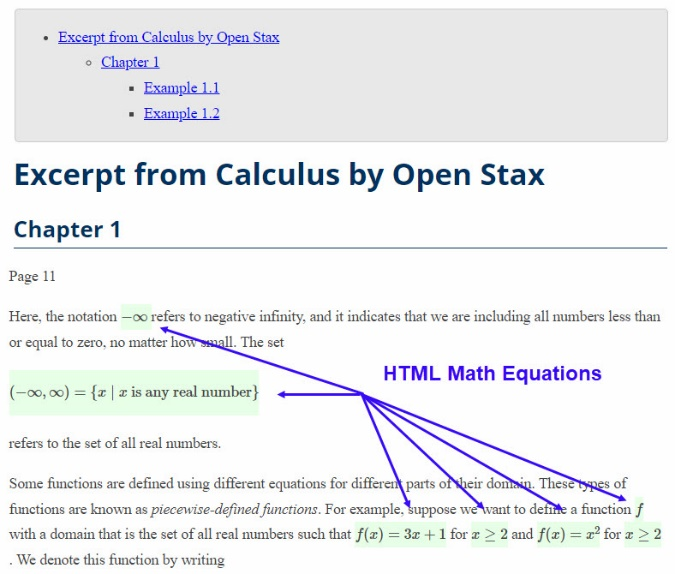 Excerpt from Calculus by Open Stax
Chapter 1
Example 1.1
Example 1.2
Excerpt from Calculus by Open Stax
Chapter 1
Page 11
Here, the notation −∞ refers to negative infinity, and it indicates that we are including all numbers less than
or equal to zero, no matter how small. The set
HTML Math Equations
(−∞, ∞) = {x | x is any real number}
refers to the set of all real numbers.
Some functions are defined using different equations for different parts of their domain. These types of
functions are known as piecewise-defined functions. For example, suppose we want to define a function f
with a domain that is the set of all real numbers such that f(x) = 3x + 1 for x ≥ 2 and f(x) = x² for x ≥ 2
. We denote this function by writing